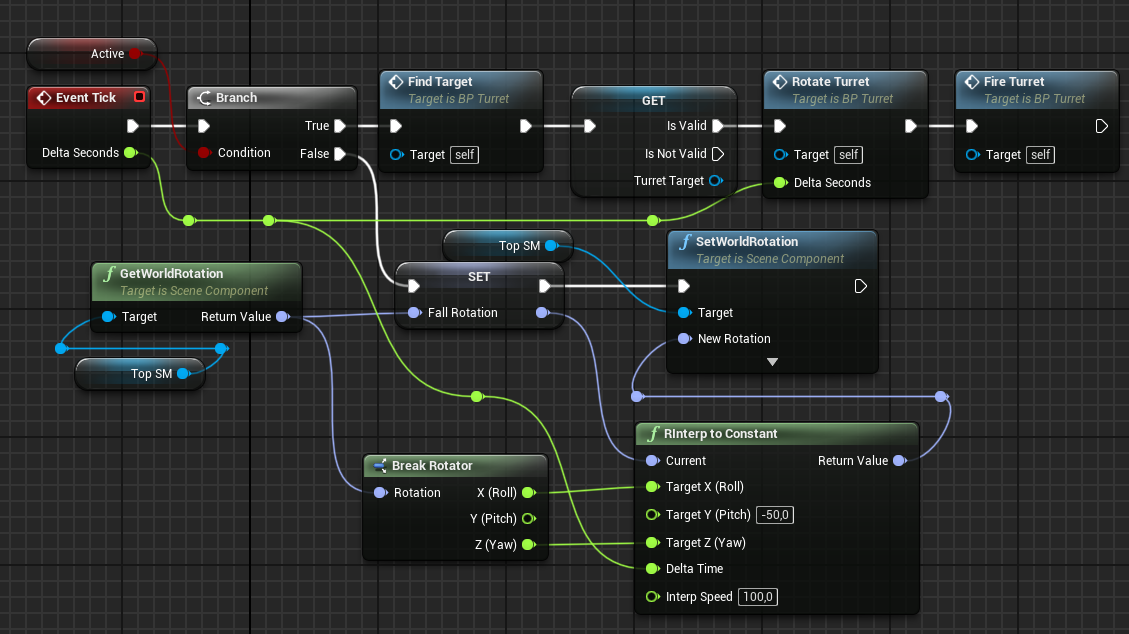 Active
Event Tick
Delta Seconds
Branch
True
Condition
False
Find Target
Target is BP Turret
Target self
GET
Is Valid
Is Not Valid
Turret Target
Rotate Turret
Target is BP Turret
Target self
Delta Seconds
Fire Turret
Target is BP Turret
Target self
GetWorldRotation
Target is Scene Component
Target Return Value
Top SM
Top SM
SET
Fall Rotation
SetWorldRotation
Target is Scene Component
Target
New Rotation
Break Rotator
Rotation X (Roll)
Y (Pitch)
Z (Yaw)
RInterp to Constant
Current Return Value
Target X (Roll)
Target Y (Pitch) -50,0
Target Z (Yaw)
Delta Time
Interp Speed 100,0